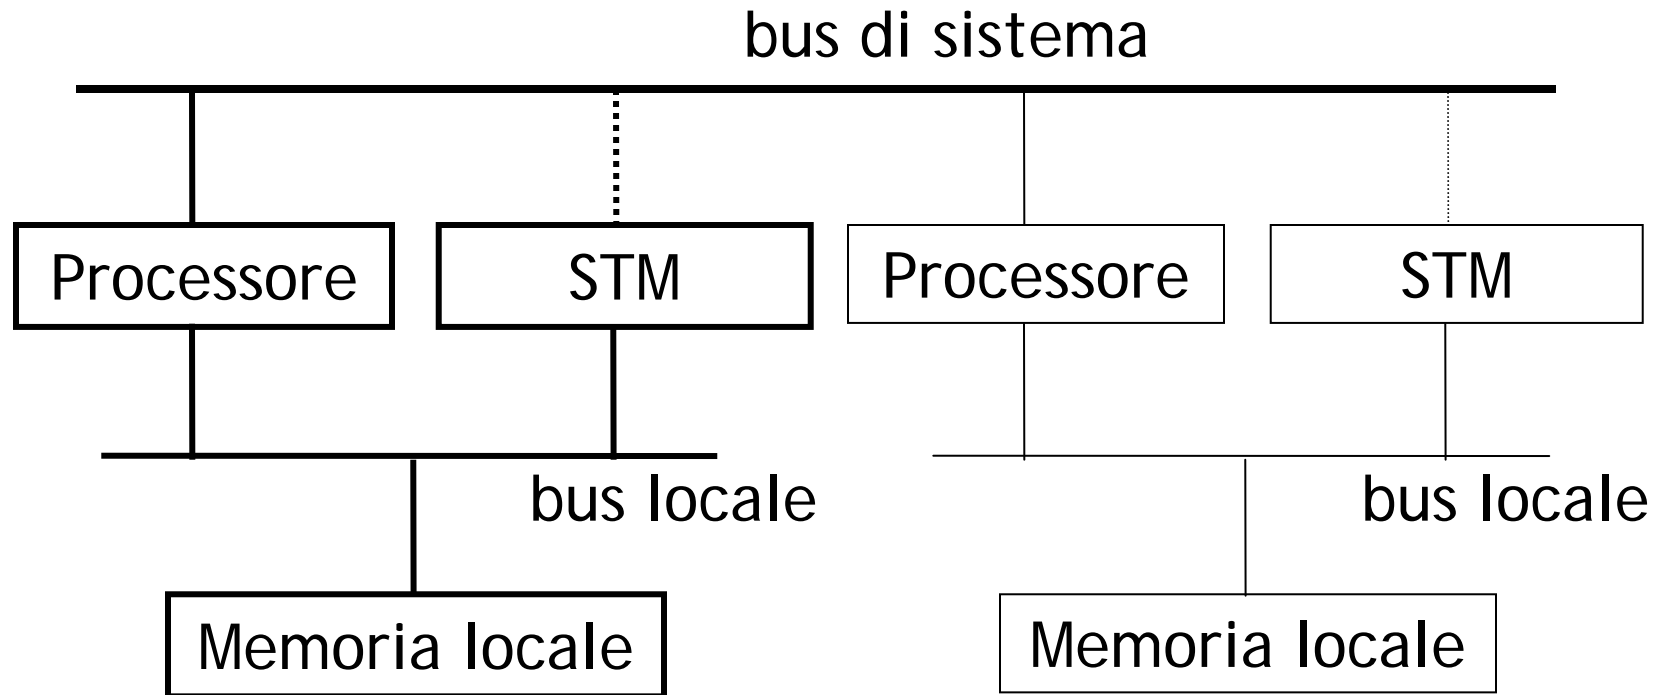 bus di sistema
Processore
STM
Processore
STM
bus locale
bus locale
Memoria locale
Memoria locale